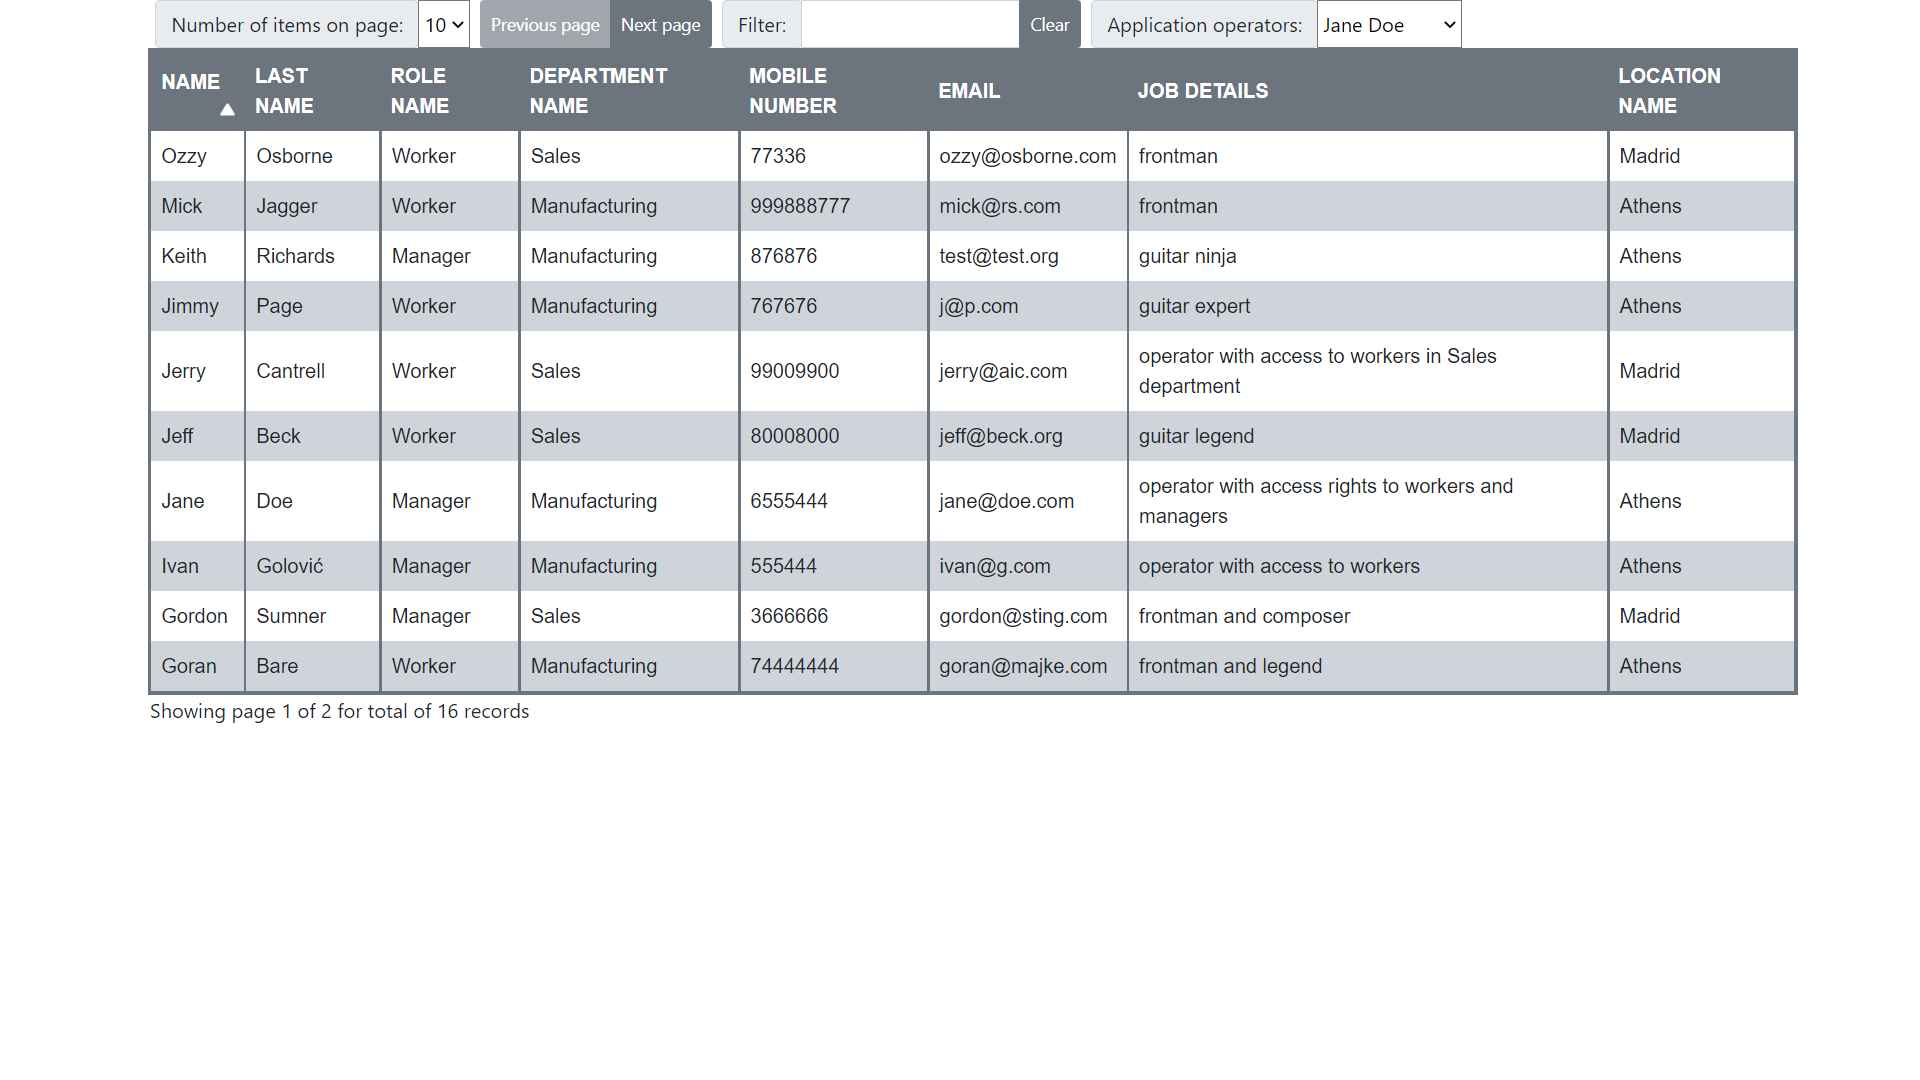 Number of items on page: 10 Previous page Next page Filter: Clear Application operators: Jane Doe
NAME LAST NAME ROLE NAME DEPARTMENT NAME MOBILE NUMBER EMAIL JOB DETAILS LOCATION NAME
Ozzy Osborne Worker Sales 77336 ozzy@osborne.com frontman Madrid
Mick Jagger Worker Manufacturing 999888777 mick@rs.com frontman Athens
Keith Richards Manager Manufacturing 876876 test@test.org guitar ninja Athens
Jimmy Page Worker Manufacturing 767676 j@p.com guitar expert Athens
Jerry Cantrell Worker Sales 99009900 jerry@aic.com operator with access to workers in Sales department Madrid
Jeff Beck Worker Sales 80008000 jeff@beck.org guitar legend Madrid
Jane Doe Manager Manufacturing 6555444 jane@doe.com operator with access rights to workers and managers Athens
Ivan Golović Manager Manufacturing 555444 ivan@g.com operator with access to workers Athens
Gordon Sumner Manager Sales 3666666 gordon@sting.com frontman and composer Madrid
Goran Bare Worker Manufacturing 74444444 goran@majke.com frontman and legend Athens
Showing page 1 of 2 for total of 16 records